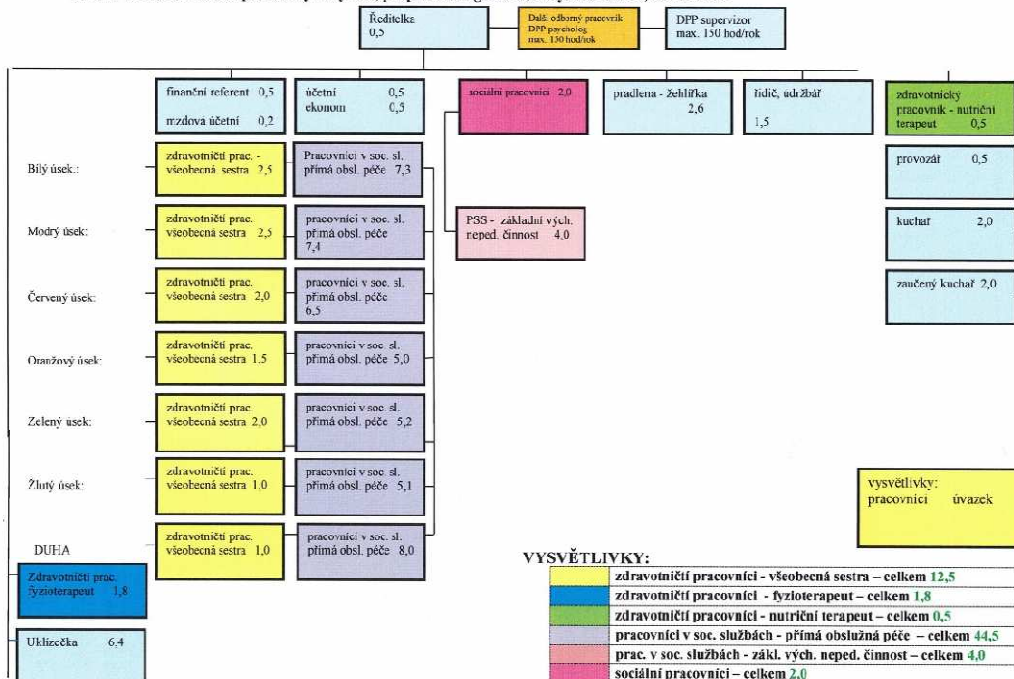 Ředitelka
0,5
Další odborný pracovník
DPP psycholog
max. 150 hod/rok
DPP supervizor
max. 150 hod/rok
finanční referent 0,5
mzdová účetní 0,2
účetní 0,5
ekonom 0,5
sociální pracovníci 2,0
pradlena - žehlířka
2,6
řidič, údržbář
1,5
zdravotnický
pracovník - nutriční
terapeut 0,5
provozář 0,5
kuchař 2,0
zaučený kuchař 2,0
PSS - základní vých.
neped. činnost 4,0
Bílý úsek.:
zdravotničtí prac. -
všeobecná sestra 2,5
Pracovníci v soc. sl.
přímá obsl. péče 7,3
Modrý úsek:
zdravotničtí prac.
všeobecná sestra 2,5
pracovníci v soc. sl.
přímá obsl. péče
7,4
Červený úsek:
zdravotničtí prac.
všeobecná sestra 2,0
pracovníci v soc. sl.
přímá obsl. péče
6,5
Oranžový úsek:
zdravotničtí prac.
všeobecná sestra 1,5
pracovníci v soc. sl.
přímá obsl. péče 5,0
Zelený úsek:
zdravotničtí prac.
všeobecná sestra 2,0
pracovníci v soc. sl.
přímá obsl. péče 5,2
Žlutý úsek:
zdravotničtí prac.
všeobecná sestra 1,0
pracovníci v soc. sl.
přímá obsl. péče 5,1
DUHA
zdravotničtí prac.
všeobecná sestra 1,0
pracovníci v soc. sl.
přímá obsl. péče 8,0
Zdravotničtí prac.
fyzioterapeut 1,8
Uklízečka 6,4
vysvětlivky:
pracovníci úvazek
VYSVĚTLIVKY:
zdravotničtí pracovníci - všeobecná sestra – celkem 12,5
zdravotničtí pracovníci - fyzioterapeut – celkem 1,8
zdravotničtí pracovníci - nutriční terapeut – celkem 0,5
pracovníci v soc. službách - přímá obslužná péče – celkem 44,5
prac. v soc. službách - zákl. vých. neped. činnost – celkem 4,0
sociální pracovníci – celkem 2,0